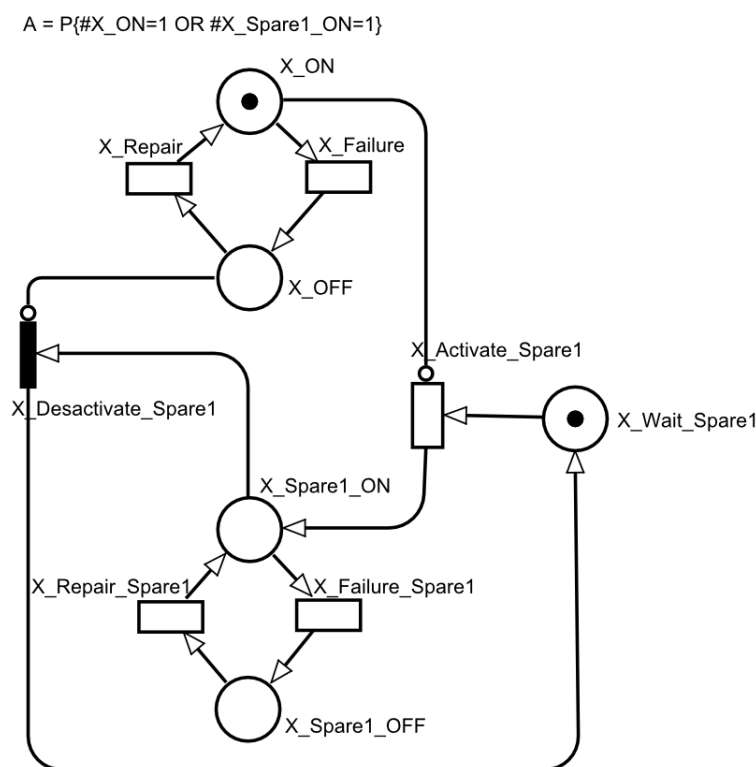 A = P{#X_ON=1 OR #X_Spare1_ON=1}
X_ON
X_Repair
X_Failure
X_OFF
X_Activate_Spare1
X_Desactivate_Spare1
X_Wait_Spare1
X_Spare1_ON
X_Repair_Spare1
X_Failure_Spare1
X_Spare1_OFF